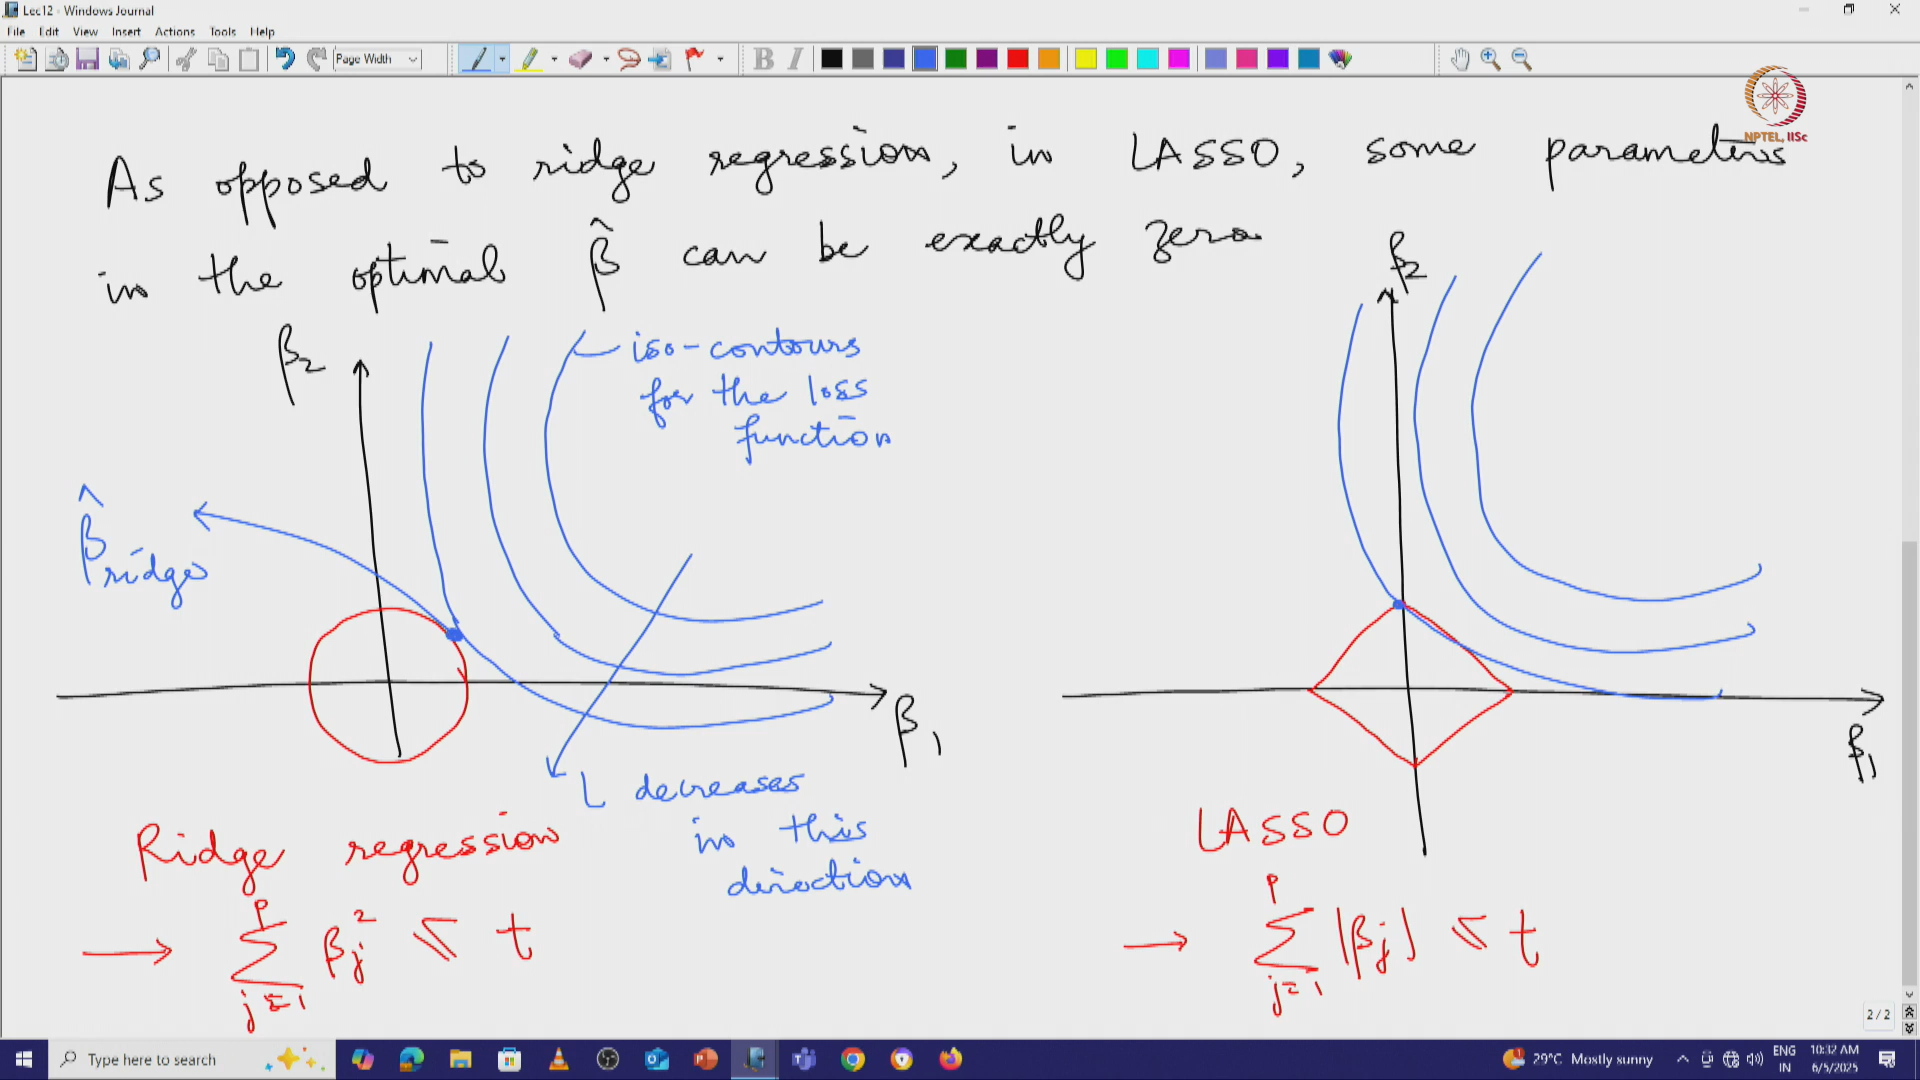 Lec12 - Windows Journal
File Edit View Insert Actions Tools Help
Page Width
B I
NPTEL, IISc
As opposed to ridge regression, in LASSO, some parameters
in the optimal β̂ can be exactly zero
β2
iso-contours
for the loss
function
β̂ridge
β1
L decreases
in this
direction
Ridge regression
→ Σ_{j=1}^{p} βj² ≤ t
β2
β1
LASSO
→ Σ_{j=1}^{p} |βj| ≤ t
2 / 2
Type here to search
29°C Mostly sunny
ENG
IN
10:32 AM
6/5/2025